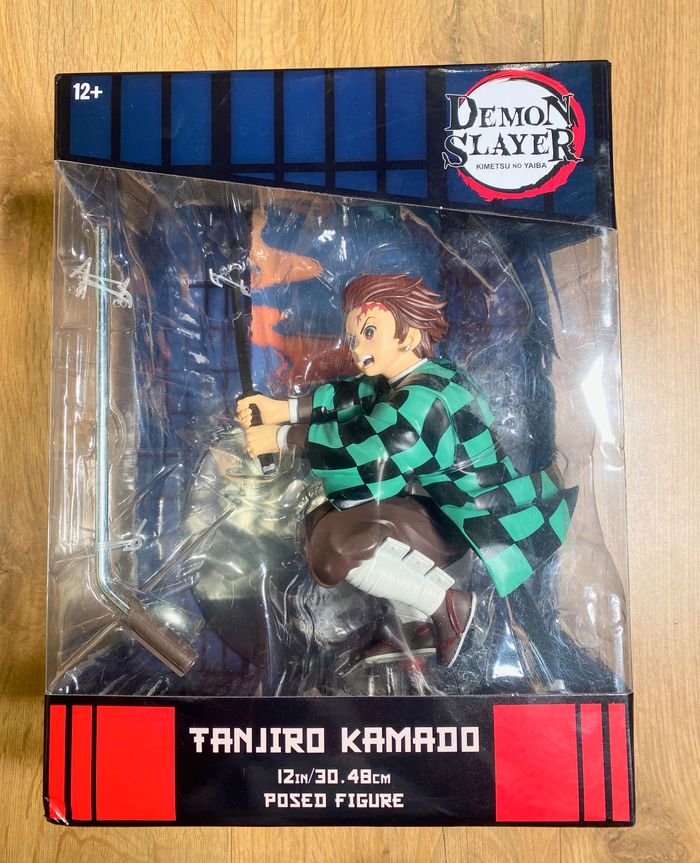 12+
DEMON
SLAYER
KIMETSU NO YAIBA
TANJIRO KAMADO
12IN/30.48CM
POSED FIGURE